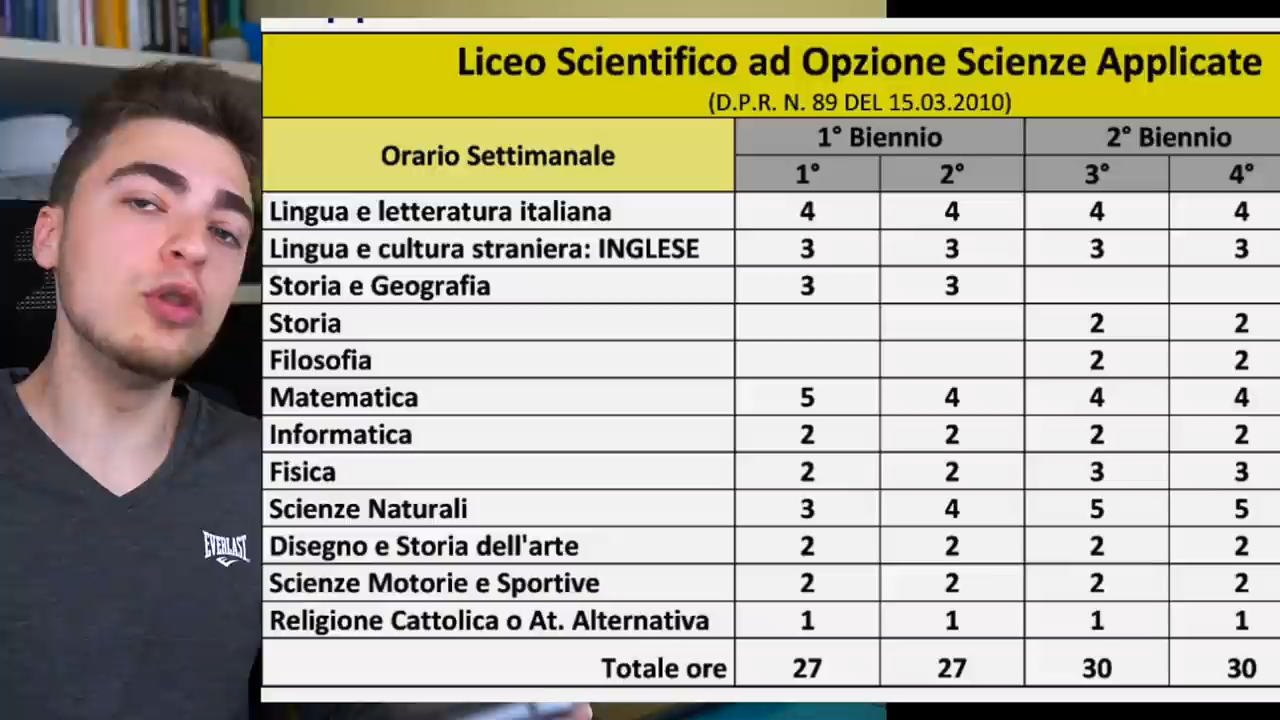 Liceo Scientifico ad Opzione Scienze Applicate
(D.P.R. N. 89 DEL 15.03.2010)
Orario Settimanale 1° Biennio 2° Biennio
1° 2° 3° 4°
Lingua e letteratura italiana 4 4 4 4
Lingua e cultura straniera: INGLESE 3 3 3 3
Storia e Geografia 3 3
Storia 2 2
Filosofia 2 2
Matematica 5 4 4 4
Informatica 2 2 2 2
Fisica 2 2 3 3
Scienze Naturali 3 4 5 5
Disegno e Storia dell'arte 2 2 2 2
Scienze Motorie e Sportive 2 2 2 2
Religione Cattolica o At. Alternativa 1 1 1 1
Totale ore 27 27 30 30
EVERLAST